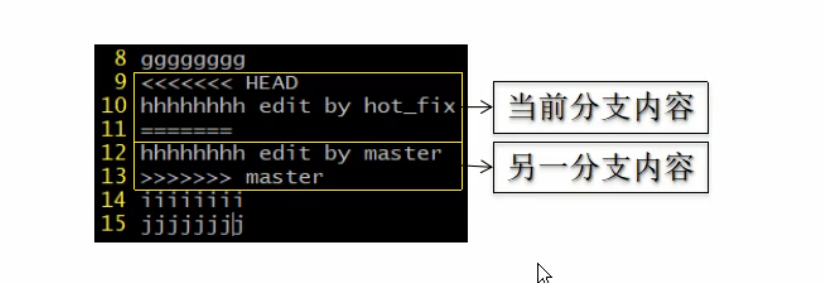 8 gggggggg
9 <<<<<<< HEAD
10 hhhhhhhh edit by hot_fix
11 =======
12 hhhhhhhh edit by master
13 >>>>>>> master
14 iiiiiiii
15 jjjjjjjj
当前分支内容
另一分支内容